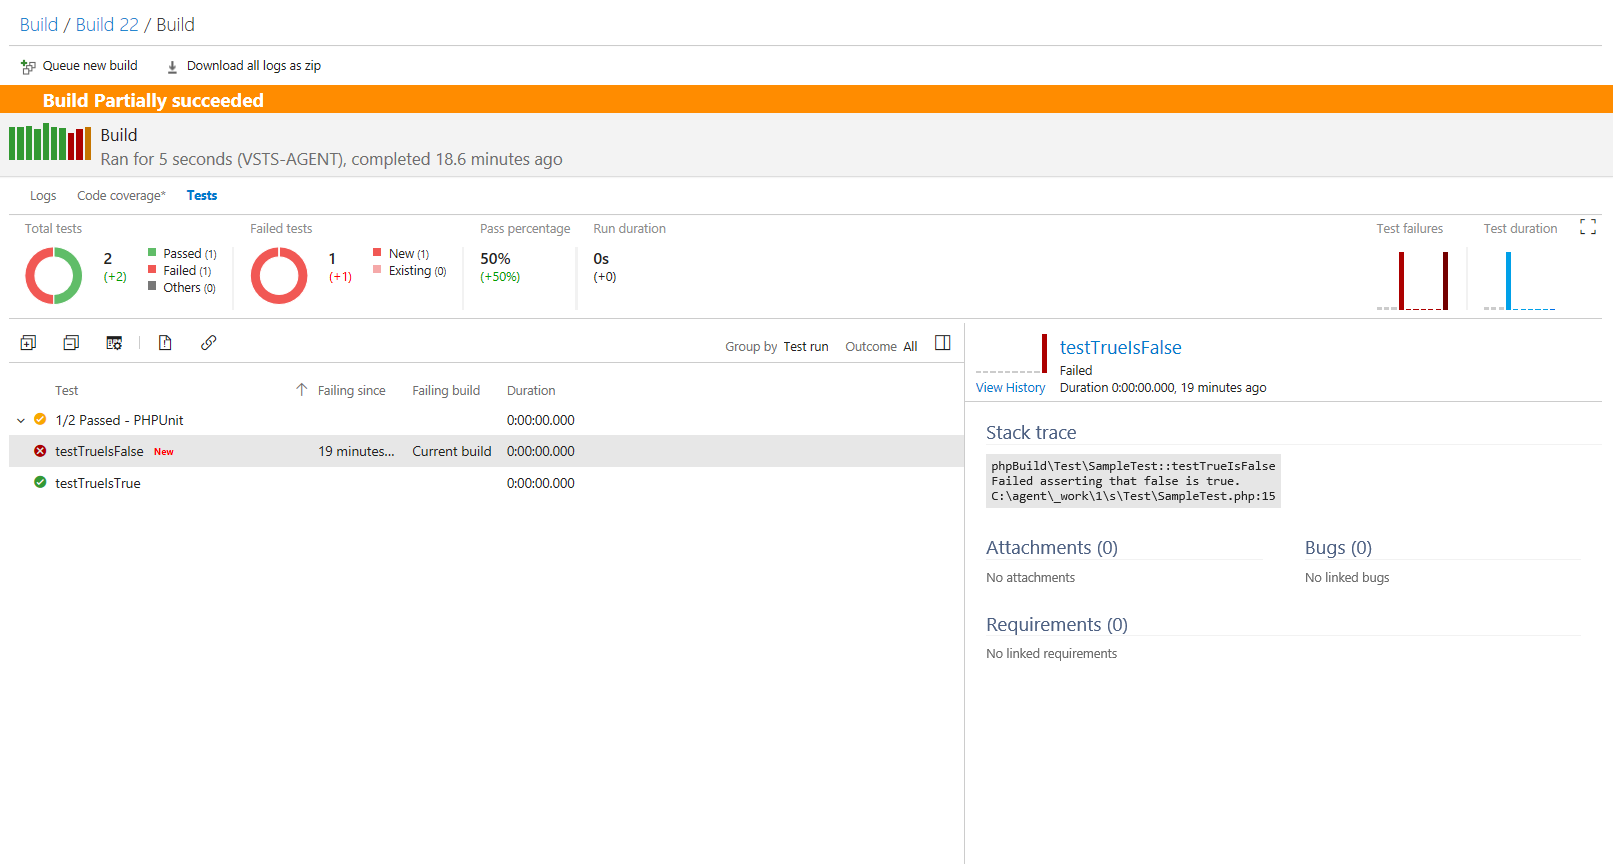 Build / Build 22 / Build
Queue new build Download all logs as zip
Build Partially succeeded
Build
Ran for 5 seconds (VSTS-AGENT), completed 18.6 minutes ago
Logs Code coverage* Tests
Total tests
2
(+2)
Passed (1)
Failed (1)
Others (0)
Failed tests
1
(+1)
New (1)
Existing (0)
Pass percentage
50%
(+50%)
Run duration
0s
(+0)
Test failures
Test duration
Group by Test run Outcome All
Test Failing since Failing build Duration
1/2 Passed - PHPUnit 0:00:00.000
testTrueIsFalse New 19 minutes... Current build 0:00:00.000
testTrueIsTrue 0:00:00.000
testTrueIsFalse
Failed
View History Duration 0:00:00.000, 19 minutes ago
Stack trace
phpBuild\Test\SampleTest::testTrueIsFalse
Failed asserting that false is true.
C:\agent\_work\1\s\Test\SampleTest.php:15
Attachments (0)
No attachments
Bugs (0)
No linked bugs
Requirements (0)
No linked requirements